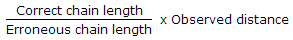 Correct chain length
Erroneous chain length
x Observed distance